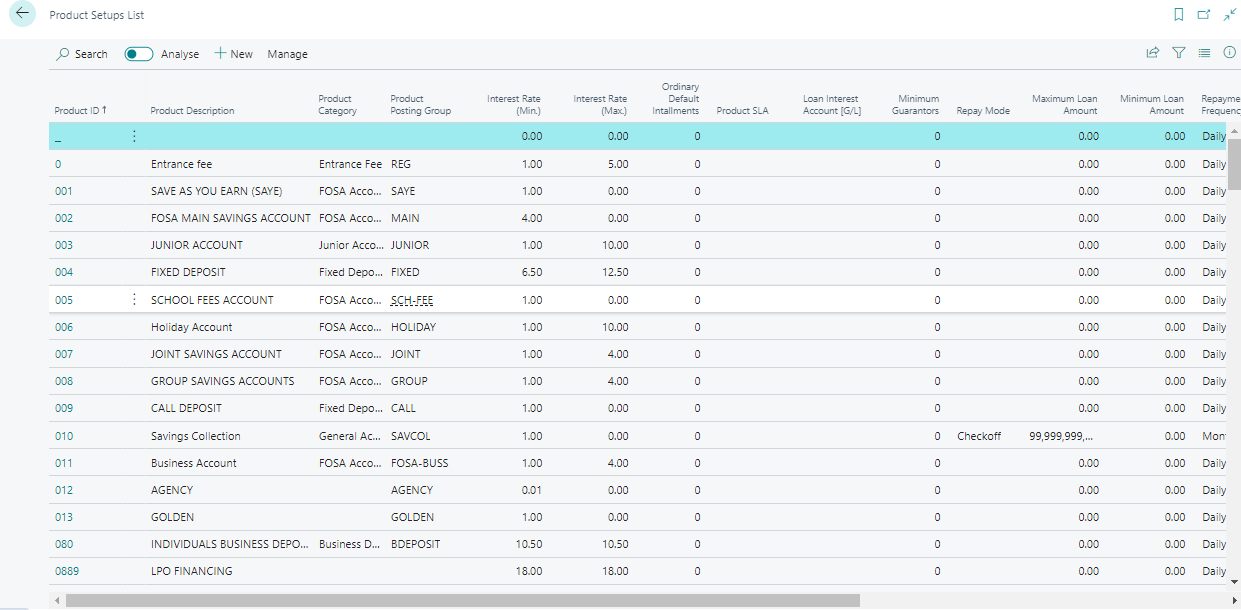 Product Setups List
Search Analyse New Manage
Product ID ↑ Product Description Product Category Product Posting Group Interest Rate (Min.) Interest Rate (Max.) Ordinary Default Intallments Product SLA Loan Interest Account [G/L] Minimum Guarantors Repay Mode Maximum Loan Amount Minimum Loan Amount Repayme Frequenc
_ 0.00 0.00 0 0 0.00 0.00 Daily
0 Entrance fee Entrance Fee REG 1.00 5.00 0 0 0.00 0.00 Daily
001 SAVE AS YOU EARN (SAYE) FOSA Acco... SAYE 1.00 0.00 0 0 0.00 0.00 Daily
002 FOSA MAIN SAVINGS ACCOUNT FOSA Acco... MAIN 4.00 0.00 0 0 0.00 0.00 Daily
003 JUNIOR ACCOUNT Junior Acco... JUNIOR 1.00 10.00 0 0 0.00 0.00 Daily
004 FIXED DEPOSIT Fixed Depo... FIXED 6.50 12.50 0 0 0.00 0.00 Daily
005 SCHOOL FEES ACCOUNT FOSA Acco... SCH-FEE 1.00 0.00 0 0 0.00 0.00 Daily
006 Holiday Account FOSA Acco... HOLIDAY 1.00 10.00 0 0 0.00 0.00 Daily
007 JOINT SAVINGS ACCOUNT FOSA Acco... JOINT 1.00 4.00 0 0 0.00 0.00 Daily
008 GROUP SAVINGS ACCOUNTS FOSA Acco... GROUP 1.00 4.00 0 0 0.00 0.00 Daily
009 CALL DEPOSIT Fixed Depo... CALL 1.00 0.00 0 0 0.00 0.00 Daily
010 Savings Collection General Ac... SAVCOL 1.00 0.00 0 0 Checkoff 99,999,999,... 0.00 Mon
011 Business Account FOSA Acco... FOSA-BUSS 1.00 4.00 0 0 0.00 0.00 Daily
012 AGENCY AGENCY 0.01 0.00 0 0 0.00 0.00 Daily
013 GOLDEN GOLDEN 1.00 0.00 0 0 0.00 0.00 Daily
080 INDIVIDUALS BUSINESS DEPO... Business D... BDEPOSIT 10.50 10.50 0 0 0.00 0.00 Daily
0889 LPO FINANCING 18.00 18.00 0 0 0.00 0.00 Daily